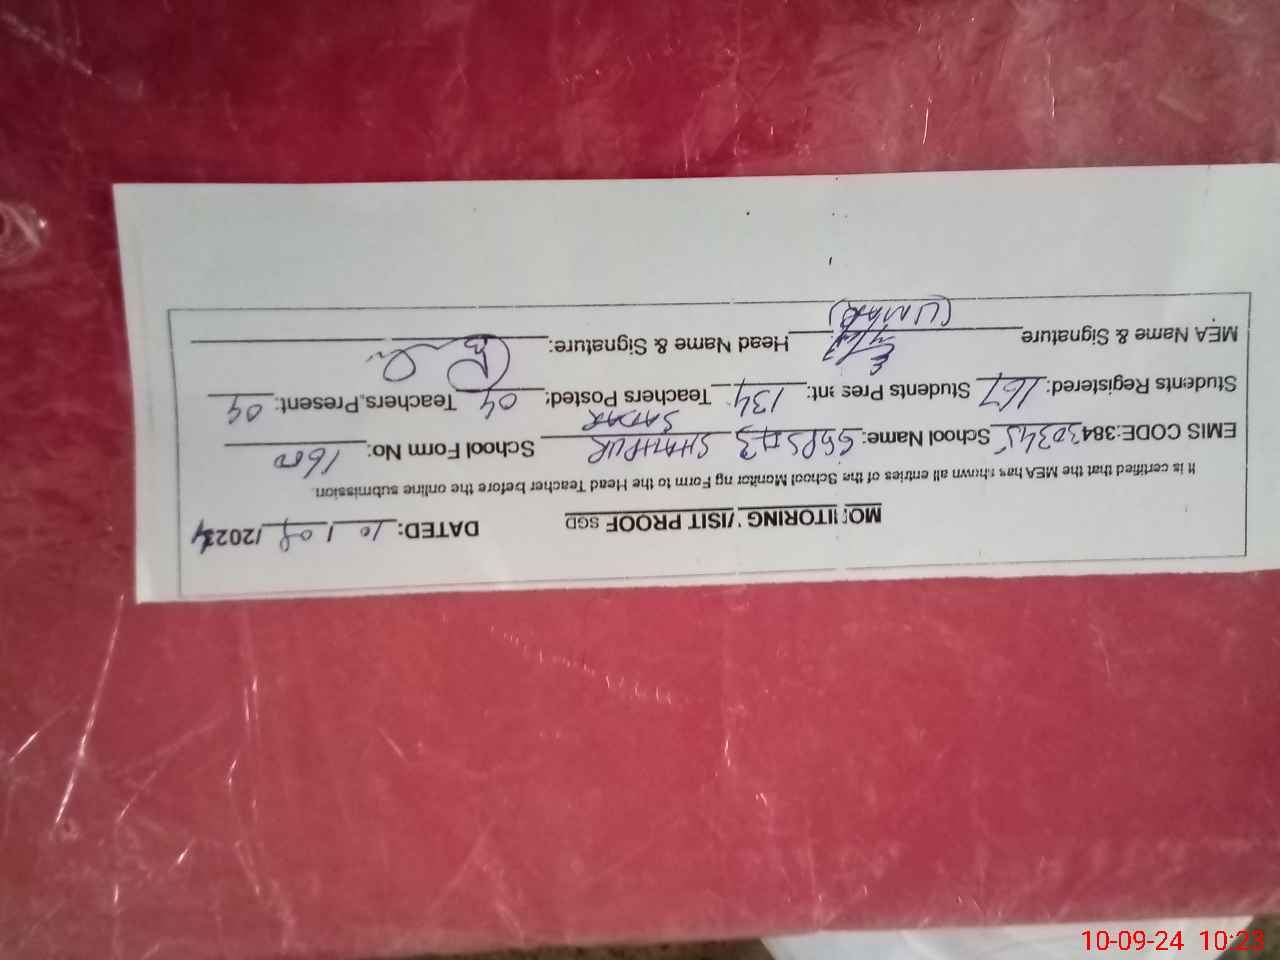 MONITORING VISIT PROOF SGD DATED: 10/09/2024
It is certified that the MEA has shown all entries of the School Monitoring Form to the Head Teacher before the online submission.
EMIS CODE:38430345 School Name: GGPS #3 SHAHPUR SADAR School Form No: 1600
Students Registered: 167 Students Present: 134 Teachers Posted: 04 Teachers Present: 04
MEA Name & Signature (UMAR) Head Name & Signature:
10-09-24 10:23